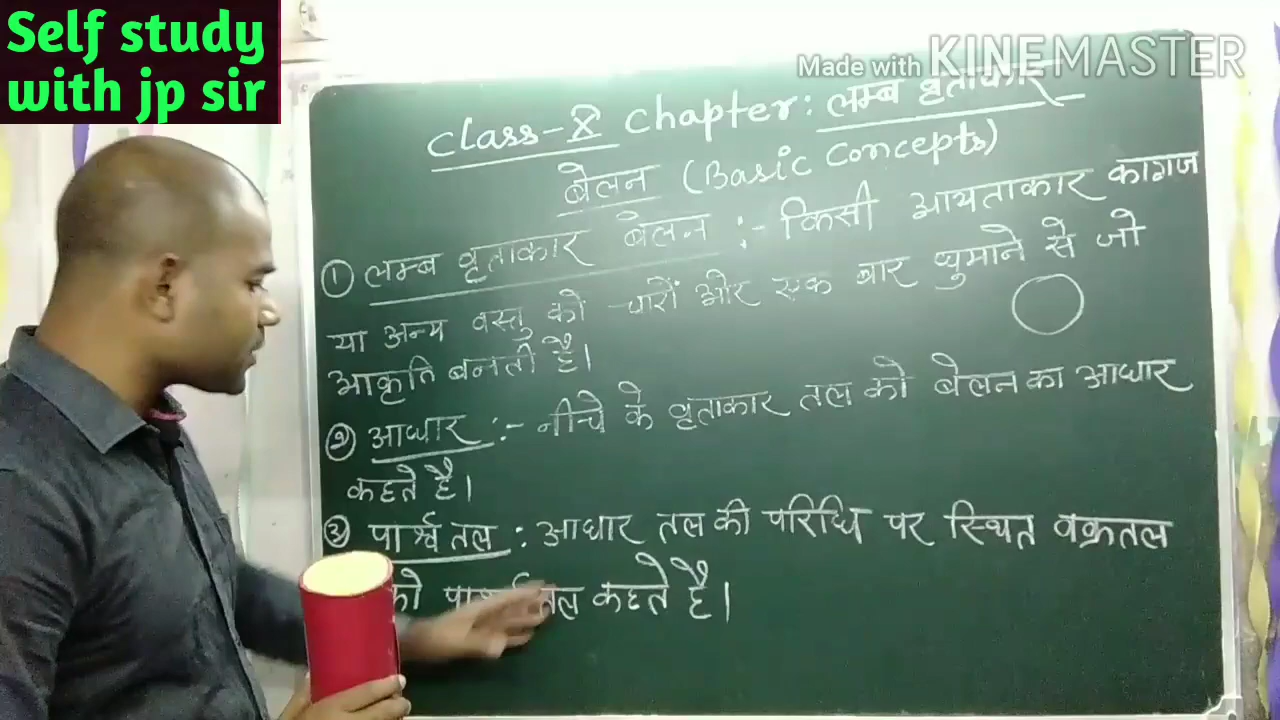 Self study
with jp sir
Made with KINEMASTER
Class-X Chapter: लम्ब वृताकार
बेलन (Basic Concepts)
① लम्ब वृताकार बेलन :- किसी आयताकार कागज
या अन्य वस्तु को चारों ओर एक बार घुमाने से जो
आकृति बनती है।
② आधार :- नीचे के वृताकार तल को बेलन का आधार
कहते है।
③ पार्श्व तल : आधार तल की परिधि पर स्थित वक्रतल
को तल कहते है।